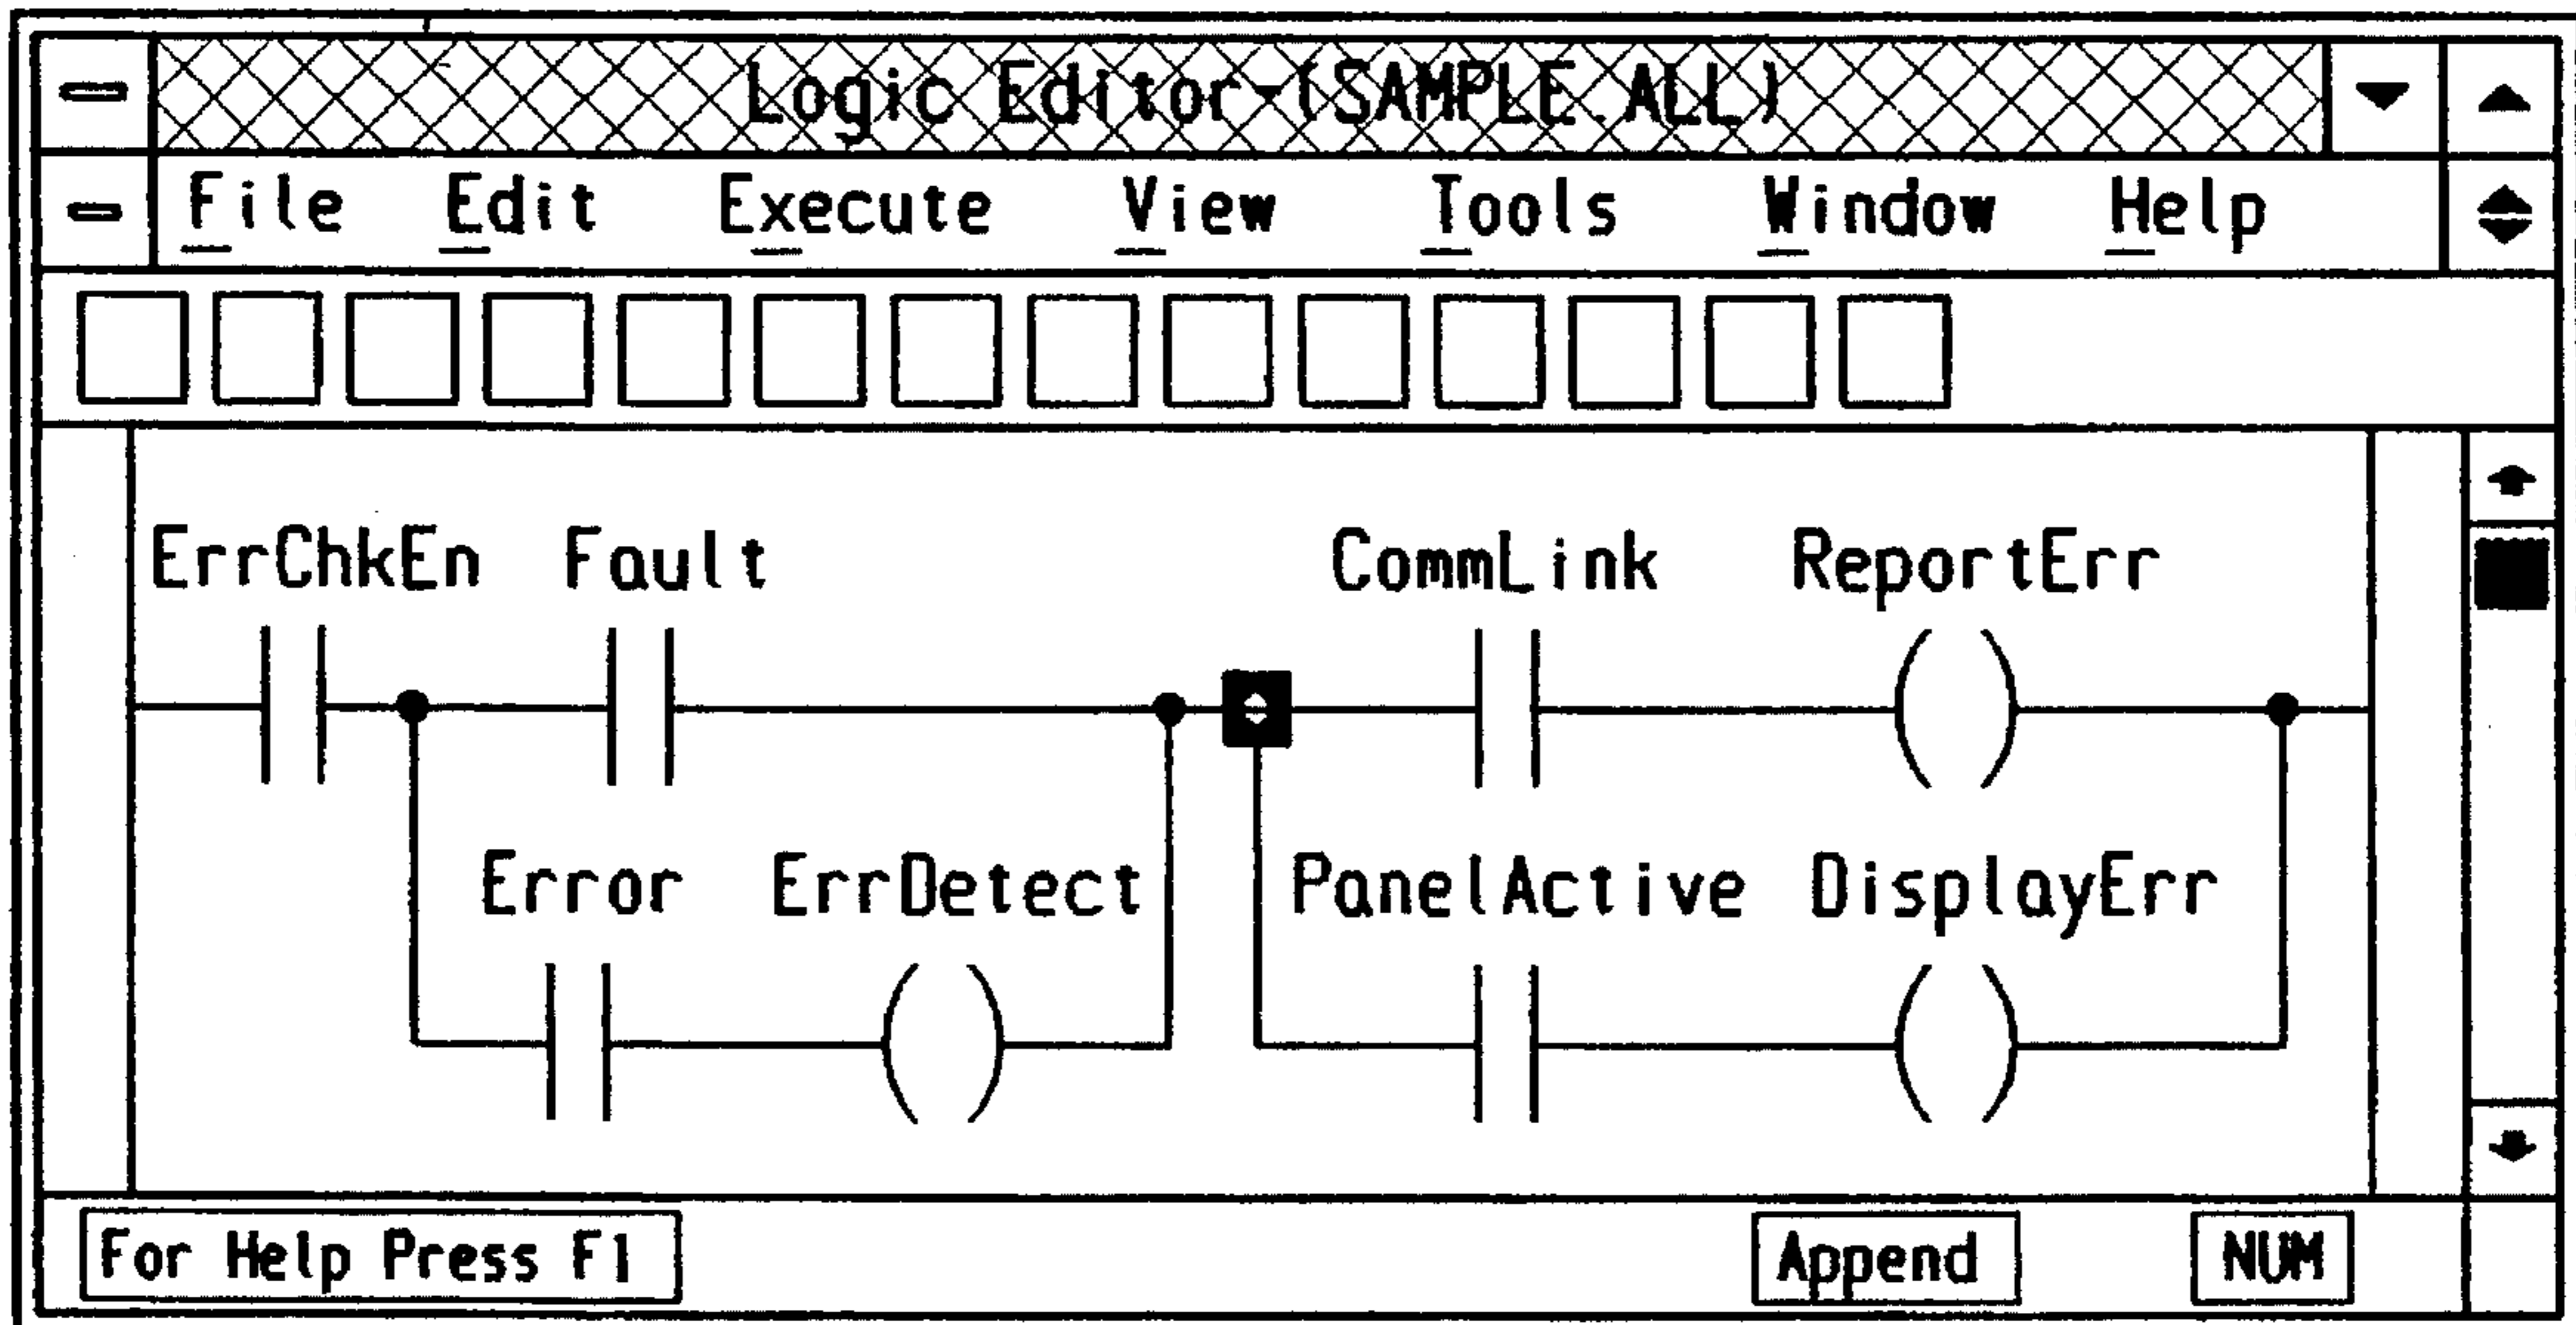 Logic Editor-(SAMPLE.ALL)
File Edit Execute View Tools Window Help
ErrChkEn Fault CommLink ReportErr
Error ErrDetect PanelActive DisplayErr
For Help Press F1 Append NUM